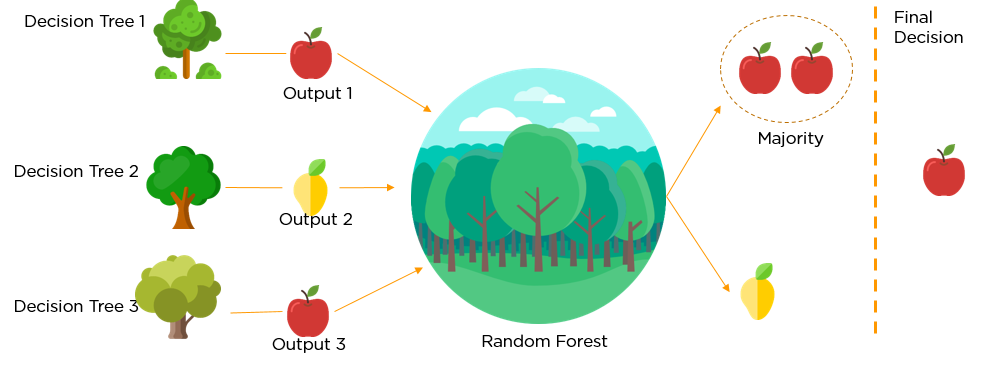 Decision Tree 1
Output 1
Decision Tree 2
Output 2
Decision Tree 3
Output 3
Random Forest
Majority
Final
Decision